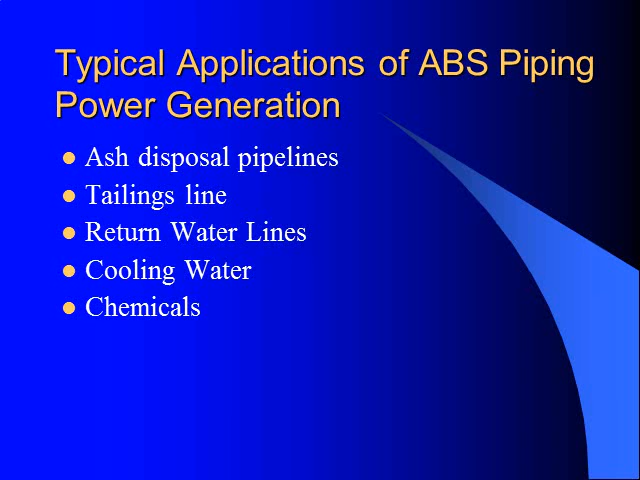 Typical Applications of ABS Piping
Power Generation
Ash disposal pipelines
Tailings line
Return Water Lines
Cooling Water
Chemicals